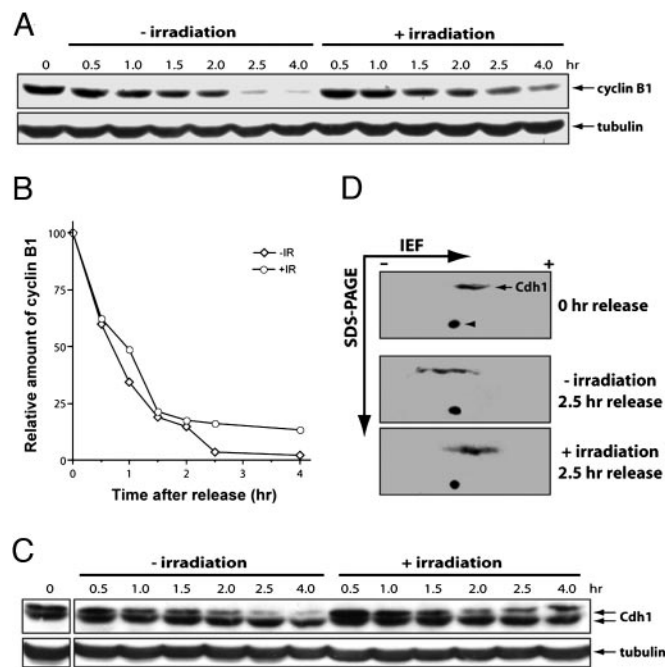 A
- irradiation + irradiation
0 0.5 1.0 1.5 2.0 2.5 4.0 0.5 1.0 1.5 2.0 2.5 4.0 hr
cyclin B1
tubulin
B
Relative amount of cyclin B1
100
75
50
25
0
-IR
+IR
0 1 2 3 4
Time after release (hr)
D
IEF
- +
SDS-PAGE
Cdh1
0 hr release
- irradiation
2.5 hr release
+ irradiation
2.5 hr release
C
- irradiation + irradiation
0 0.5 1.0 1.5 2.0 2.5 4.0 0.5 1.0 1.5 2.0 2.5 4.0 hr
Cdh1
tubulin